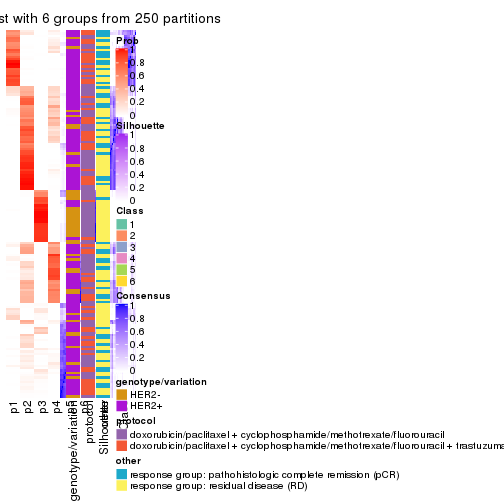 st with 6 groups from 250 partitions
Prob
1
0.8
0.6
0.4
0.2
0
Silhouette
1
0.8
0.6
0.4
0.2
0
Class
1
2
3
4
5
6
Consensus
1
0.8
0.6
0.4
0.2
0
genotype/variation
HER2-
HER2+
protocol
doxorubicin/paclitaxel + cyclophosphamide/methotrexate/fluorouracil
doxorubicin/paclitaxel + cyclophosphamide/methotrexate/fluorouracil + trastuzuma
other
response group: pathohistologic complete remission (pCR)
response group: residual disease (RD)
p1
p2
p3
p4
genotype/variation
protocol
Silhouette